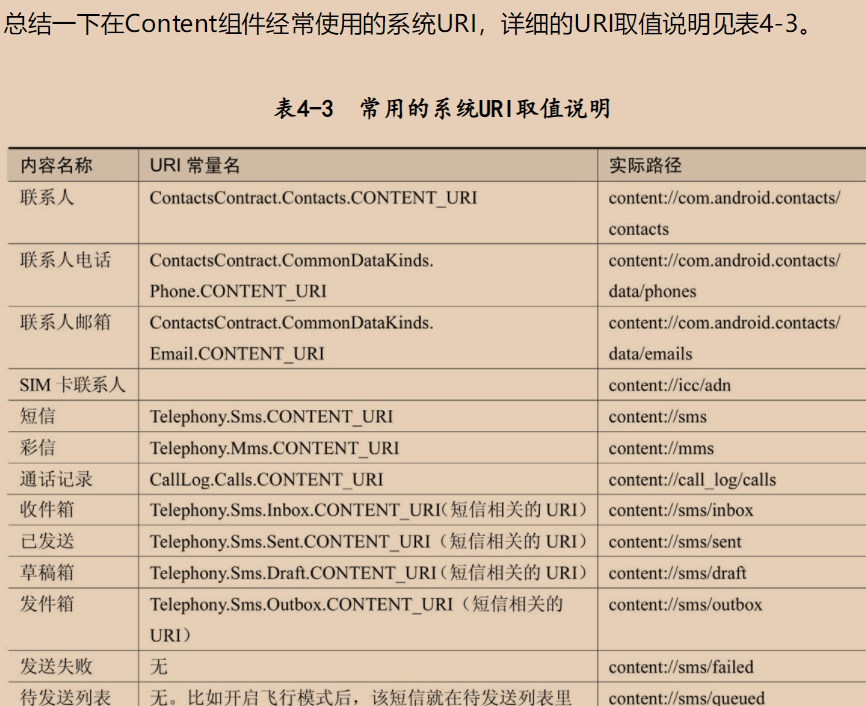 总结一下在Content组件经常使用的系统URI，详细的URI取值说明见表4-3。
表4-3 常用的系统URI取值说明
内容名称 URI 常量名 实际路径
联系人 ContactsContract.Contacts.CONTENT_URI content://com.android.contacts/
contacts
联系人电话 ContactsContract.CommonDataKinds. content://com.android.contacts/
Phone.CONTENT_URI data/phones
联系人邮箱 ContactsContract.CommonDataKinds. content://com.android.contacts/
Email.CONTENT_URI data/emails
SIM 卡联系人 content://icc/adn
短信 Telephony.Sms.CONTENT_URI content://sms
彩信 Telephony.Mms.CONTENT_URI content://mms
通话记录 CallLog.Calls.CONTENT_URI content://call_log/calls
收件箱 Telephony.Sms.Inbox.CONTENT_URI（短信相关的 URI） content://sms/inbox
已发送 Telephony.Sms.Sent.CONTENT_URI（短信相关的 URI） content://sms/sent
草稿箱 Telephony.Sms.Draft.CONTENT_URI（短信相关的 URI） content://sms/draft
发件箱 Telephony.Sms.Outbox.CONTENT_URI（短信相关的 content://sms/outbox
URI）
发送失败 无 content://sms/failed
待发送列表 无。比如开启飞行模式后，该短信就在待发送列表里 content://sms/queued